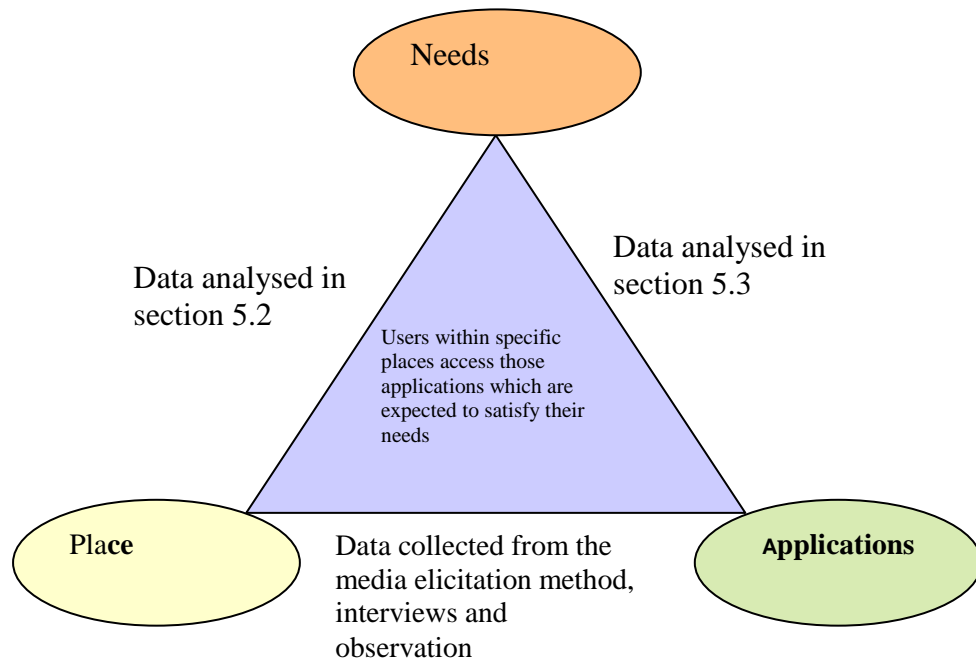 Needs
Data analysed in
section 5.2
Data analysed in
section 5.3
Users within specific
places access those
applications which are
expected to satisfy their
needs
Place
Data collected from the
media elicitation method,
interviews and
observation
Applications